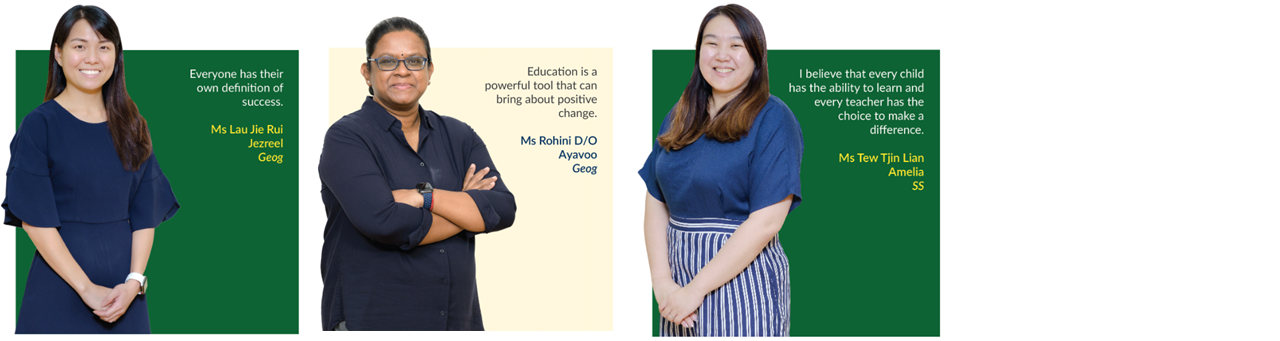 Everyone has their
own definition of
success.
Ms Lau Jie Rui
Jezreel
Geog
Education is a
powerful tool that can
bring about positive
change.
Ms Rohini D/O
Ayavoo
Geog
I believe that every child
has the ability to learn and
every teacher has the
choice to make a
difference.
Ms Tew Tjin Lian
Amelia
SS